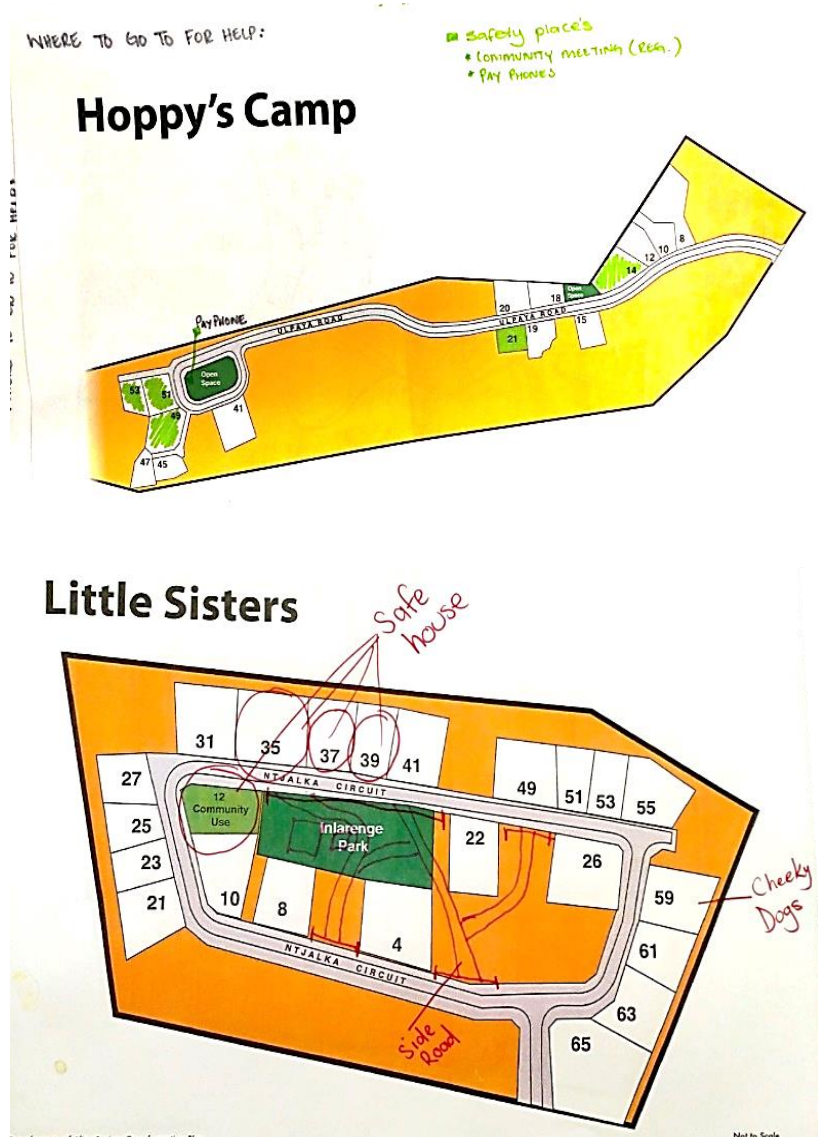 WHERE TO GO TO FOR HELP:
safety place's
* COMMUNITY MEETING (REG.)
* PAY PHONES
Hoppy's Camp
8
10
12
14
Open
Space
18
20
ULPAYA ROAD
15
19
21
PAYPHONE
ULPAYA ROAD
Open
Space
53
51
49
41
47
45
Little Sisters
Safe
house
31
35
37
39
41
NTJALKA CIRCUIT
27
12
Community
Use
49
51
53
55
25
Inlarenge
Park
22
26
23
59
Cheeky
Dogs
21
10
8
4
61
NTJALKA CIRCUIT
63
Side
Road
65
Not to Scale